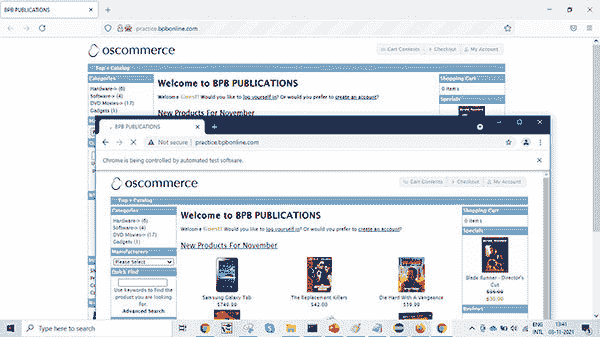 BPB PUBLICATIONS
practice.bpbonline.com
oscommerce
Cart Contents Checkout My Account
Top » Catalog
Categories
Hardware-> (6)
Software-> (4)
DVD Movies-> (17)
Gadgets (1)
Welcome to BPB PUBLICATIONS
Welcome Guest! Would you like to log yourself in? Or would you prefer to create an account?
New Products For November
Shopping Cart
0 items
Specials
BPB PUBLICATIONS
Not secure practice.bpbonline.com
Chrome is being controlled by automated test software.
oscommerce
Cart Contents Checkout My Account
Top » Catalog
Categories
Hardware-> (6)
Software-> (4)
DVD Movies-> (17)
Gadgets (1)
Manufacturers
Please Select
Quick Find
Use keywords to find the
product you are looking
for.
Advanced Search
Welcome to BPB PUBLICATIONS
Welcome Guest! Would you like to log yourself in? Or would you prefer to create an account?
New Products For November
Samsung Galaxy Tab
$749.99
The Replacement Killers
$42.00
Die Hard With A Vengeance
$39.99
Shopping Cart
0 items
Specials
Blade Runner - Director's
Cut
$30.00
Reviews
Type here to search
ENG
INTL
13:41
08-11-2021